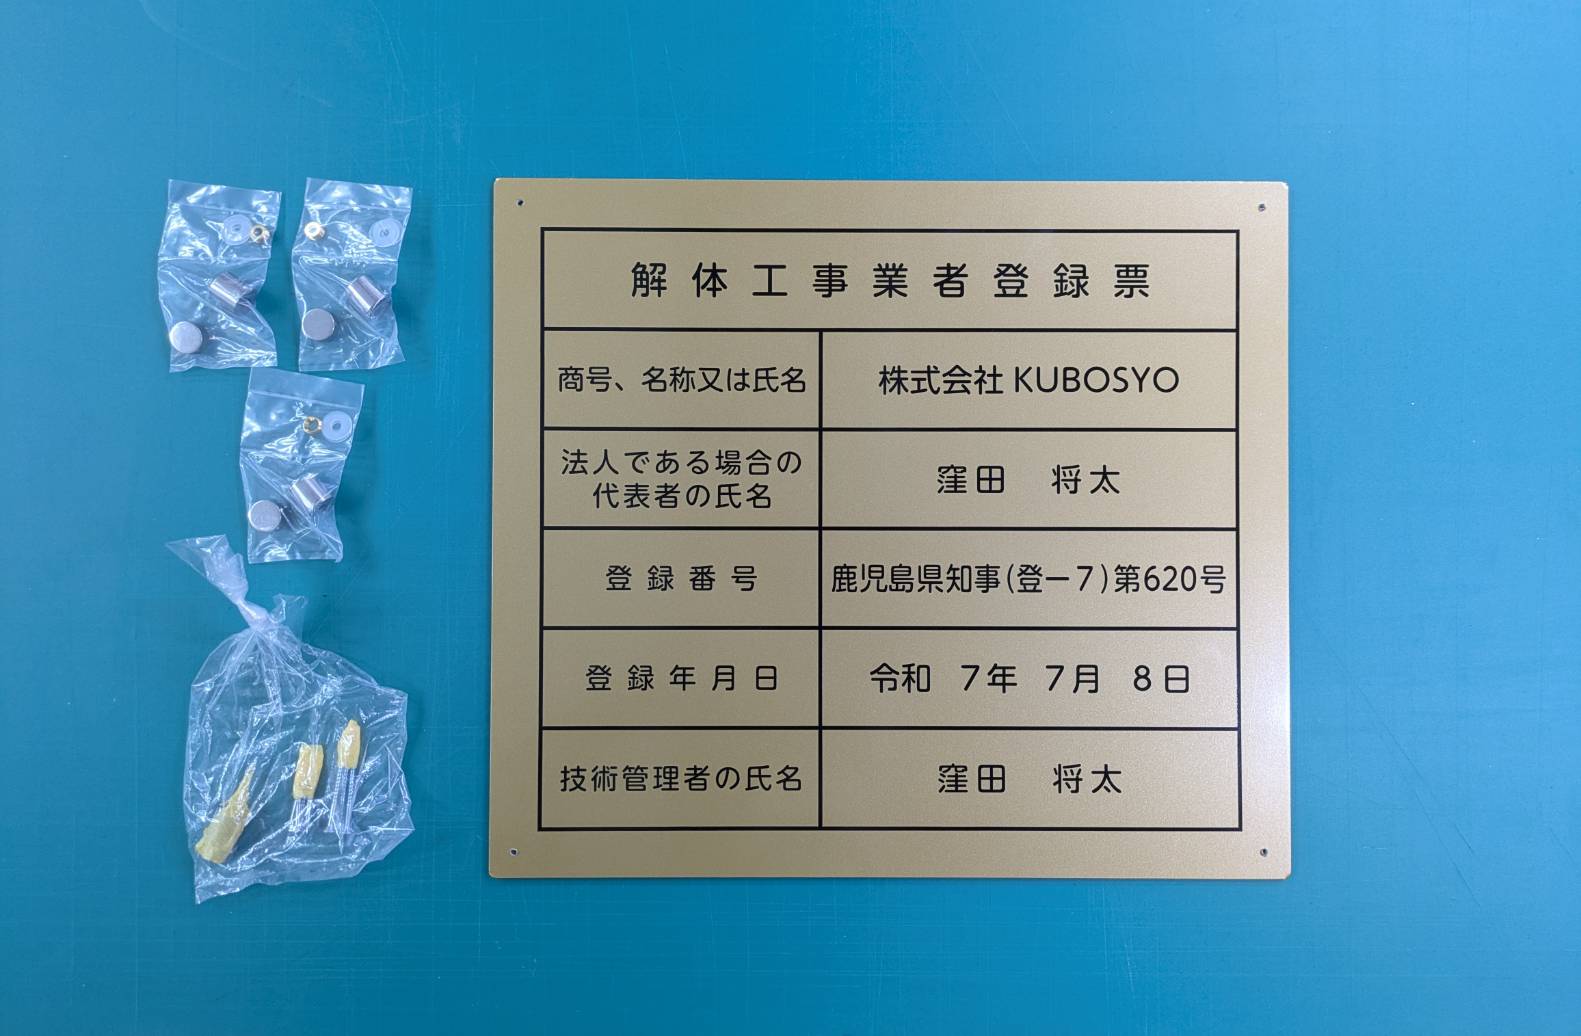 解体工事業者登録票
商号、名称又は氏名
株式会社 KUBOSYO
法人である場合の
代表者の氏名
窪田　将太
登録番号
鹿児島県知事(登ー7)第620号
登録年月日
令和　7年　7月　8日
技術管理者の氏名
窪田　将太